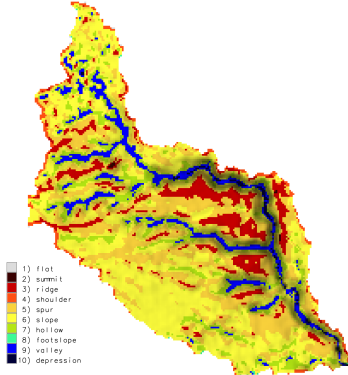 1) flat
2) summit
3) ridge
4) shoulder
5) spur
6) slope
7) hollow
8) footslope
9) valley
10) depression